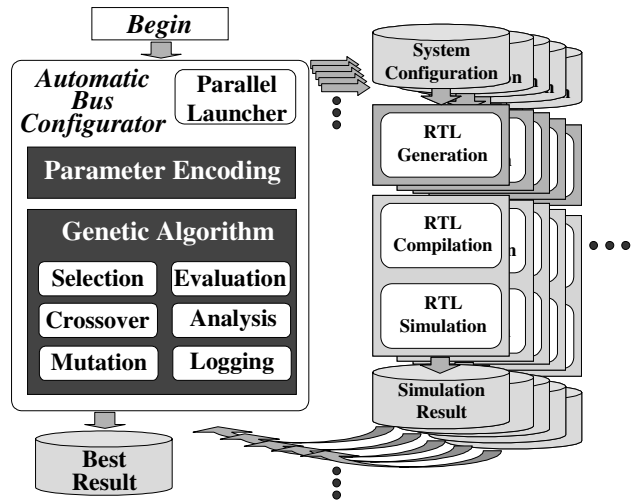 Begin
Automatic
Bus
Configurator
Parallel
Launcher
Parameter Encoding
Genetic Algorithm
Selection
Evaluation
Crossover
Analysis
Mutation
Logging
Best
Result
System
Configuration
RTL
Generation
RTL
Compilation
RTL
Simulation
Simulation
Result